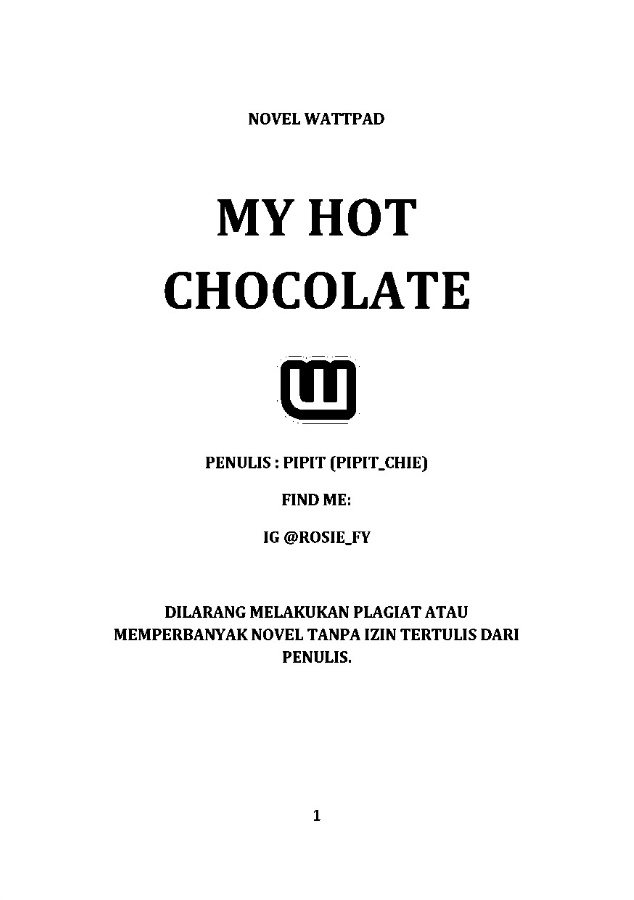 NOVEL WATTPAD
MY HOT
CHOCOLATE
PENULIS : PIPIT (PIPIT_CHIE)
FIND ME:
IG @ROSIE_FY
DILARANG MELAKUKAN PLAGIAT ATAU
MEMPERBANYAK NOVEL TANPA IZIN TERTULIS DARI
PENULIS.
1